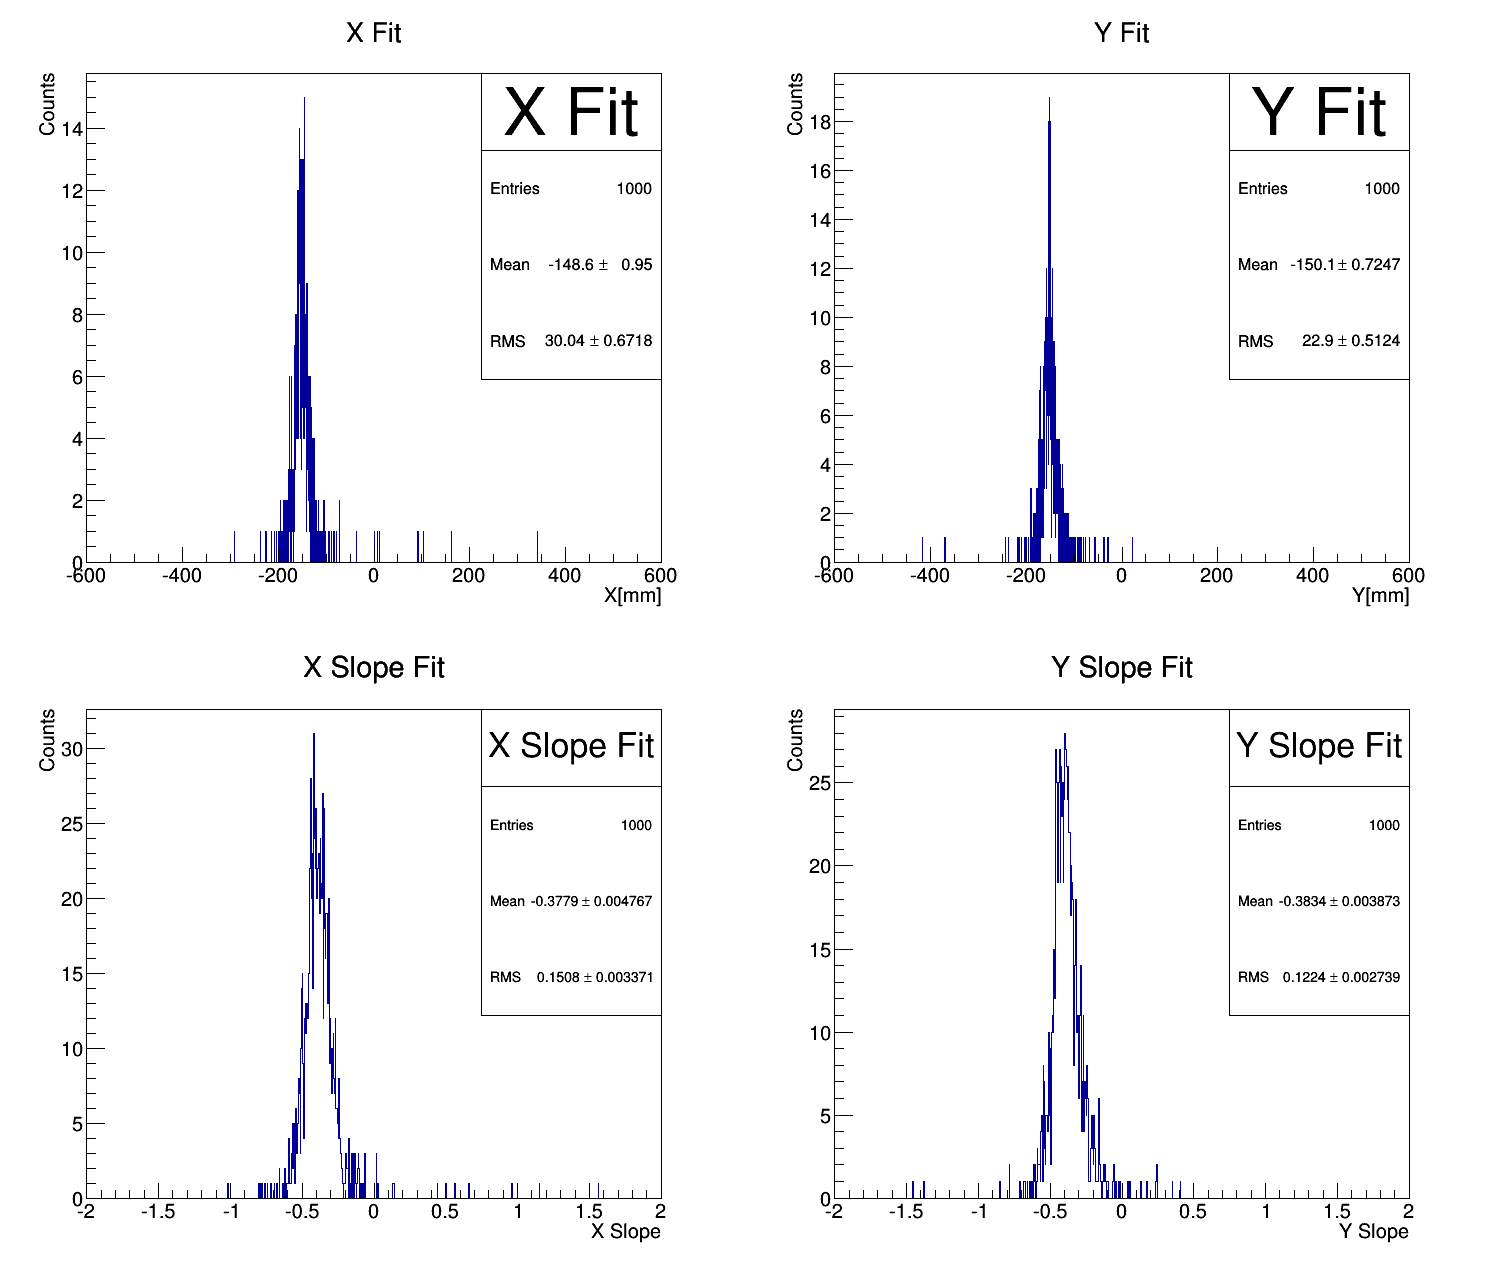 X Fit
Counts
X Fit
Entries 1000
Mean -148.6 ± 0.95
RMS 30.04 ± 0.6718
14
12
10
8
6
4
2
0
-600 -400 -200 0 200 400 600
X[mm]
Y Fit
Counts
Y Fit
Entries 1000
Mean -150.1 ± 0.7247
RMS 22.9 ± 0.5124
18
16
14
12
10
8
6
4
2
0
-600 -400 -200 0 200 400 600
Y[mm]
X Slope Fit
Counts
X Slope Fit
Entries 1000
Mean -0.3779 ± 0.004767
RMS 0.1508 ± 0.003371
30
25
20
15
10
5
0
-2 -1.5 -1 -0.5 0 0.5 1 1.5 2
X Slope
Y Slope Fit
Counts
Y Slope Fit
Entries 1000
Mean -0.3834 ± 0.003873
RMS 0.1224 ± 0.002739
25
20
15
10
5
0
-2 -1.5 -1 -0.5 0 0.5 1 1.5 2
Y Slope